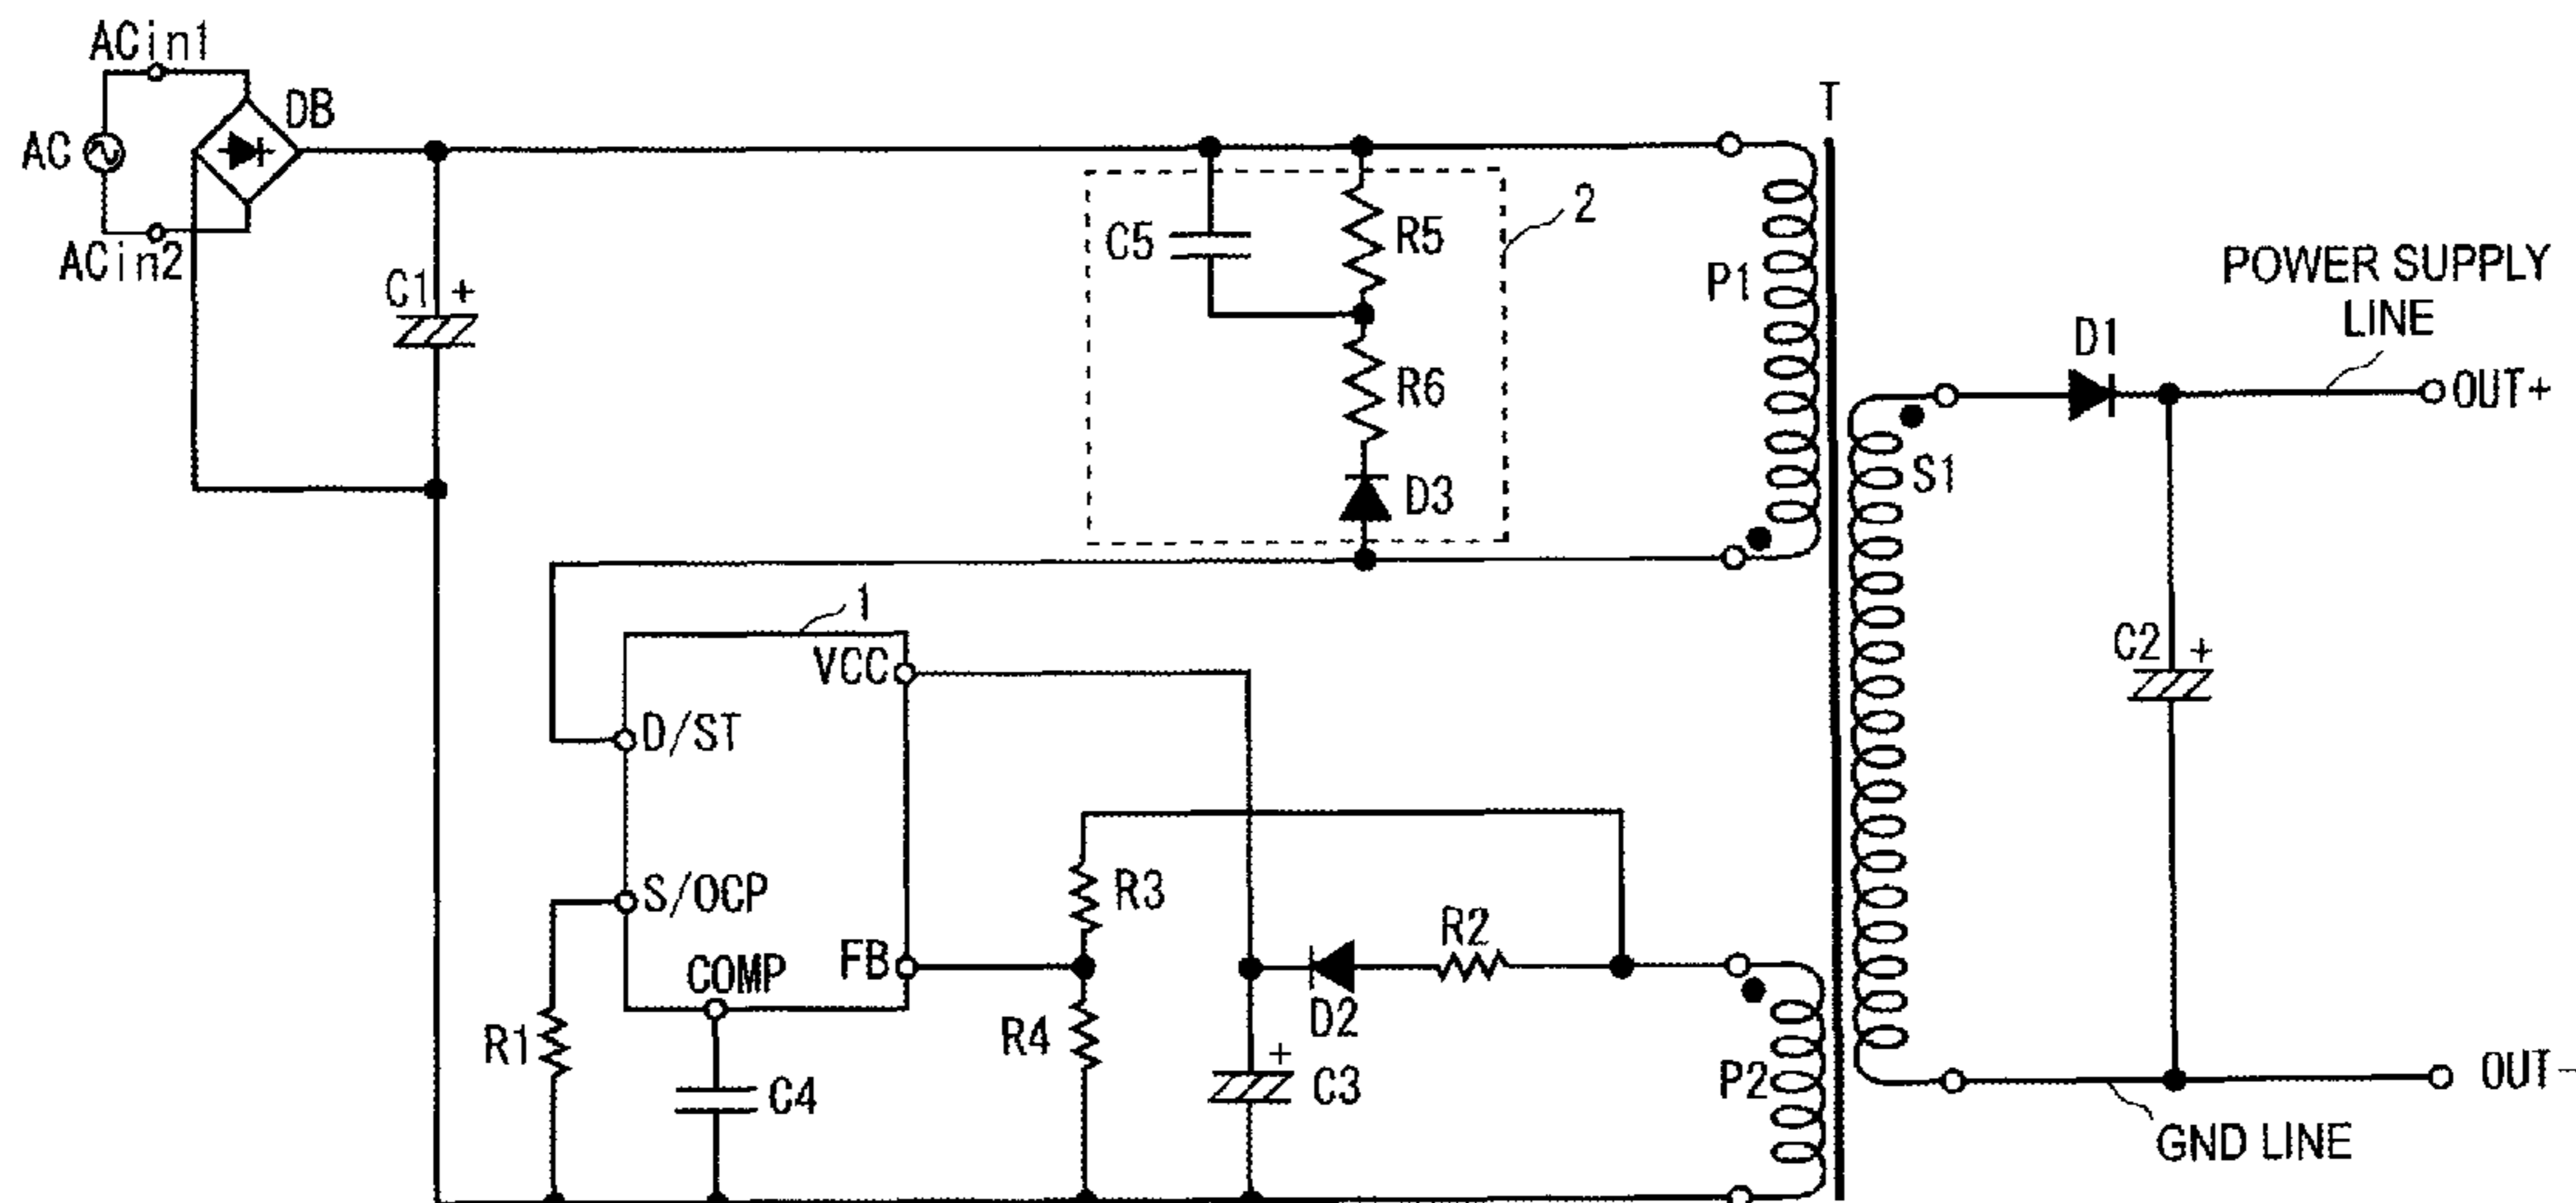 ACin1
DB
AC
ACin2
C1 +
C5
R5
2
R6
D3
P1
T
POWER SUPPLY
LINE
D1
OUT+
S1
C2 +
1
VCC
D/ST
S/OCP
COMP
FB
R1
C4
R3
R4
D2
R2
+
C3
P2
OUT-
GND LINE